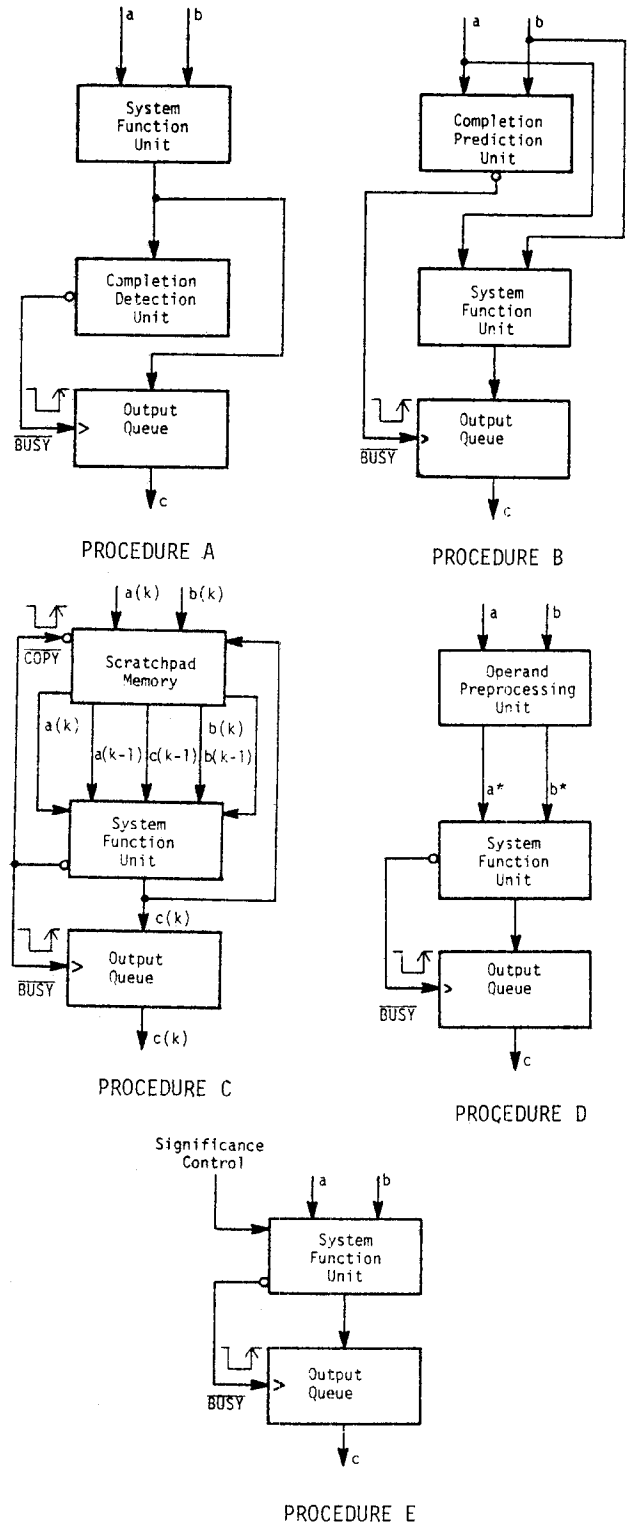 a
b
System
Function
Unit
Completion
Detection
Unit
Output
Queue
BUSY
c
PROCEDURE A
a
b
Completion
Prediction
Unit
System
Function
Unit
Output
Queue
BUSY
c
PROCEDURE B
a(k)
b(k)
COPY
Scratchpad
Memory
a(k)
b(k)
a(k-1)
c(k-1)
b(k-1)
System
Function
Unit
c(k)
Output
Queue
BUSY
c(k)
PROCEDURE C
a
b
Operand
Preprocessing
Unit
a*
b*
System
Function
Unit
Output
Queue
BUSY
c
PROCEDURE D
Significance
Control
a
b
System
Function
Unit
Output
Queue
BUSY
c
PROCEDURE E